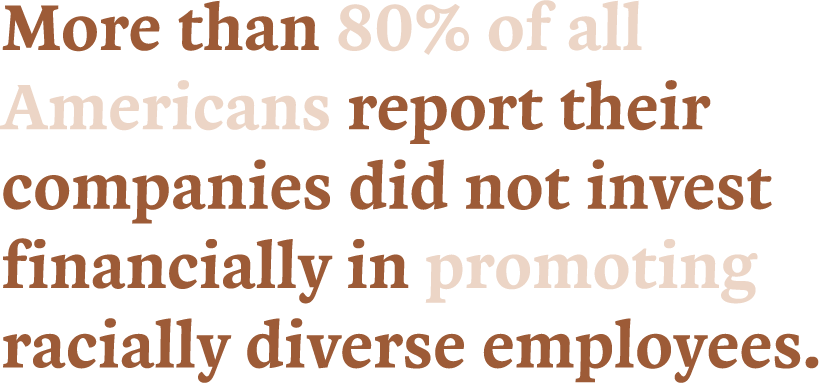 More than 80% of all
Americans report their
companies did not invest
financially in promoting
racially diverse employees.